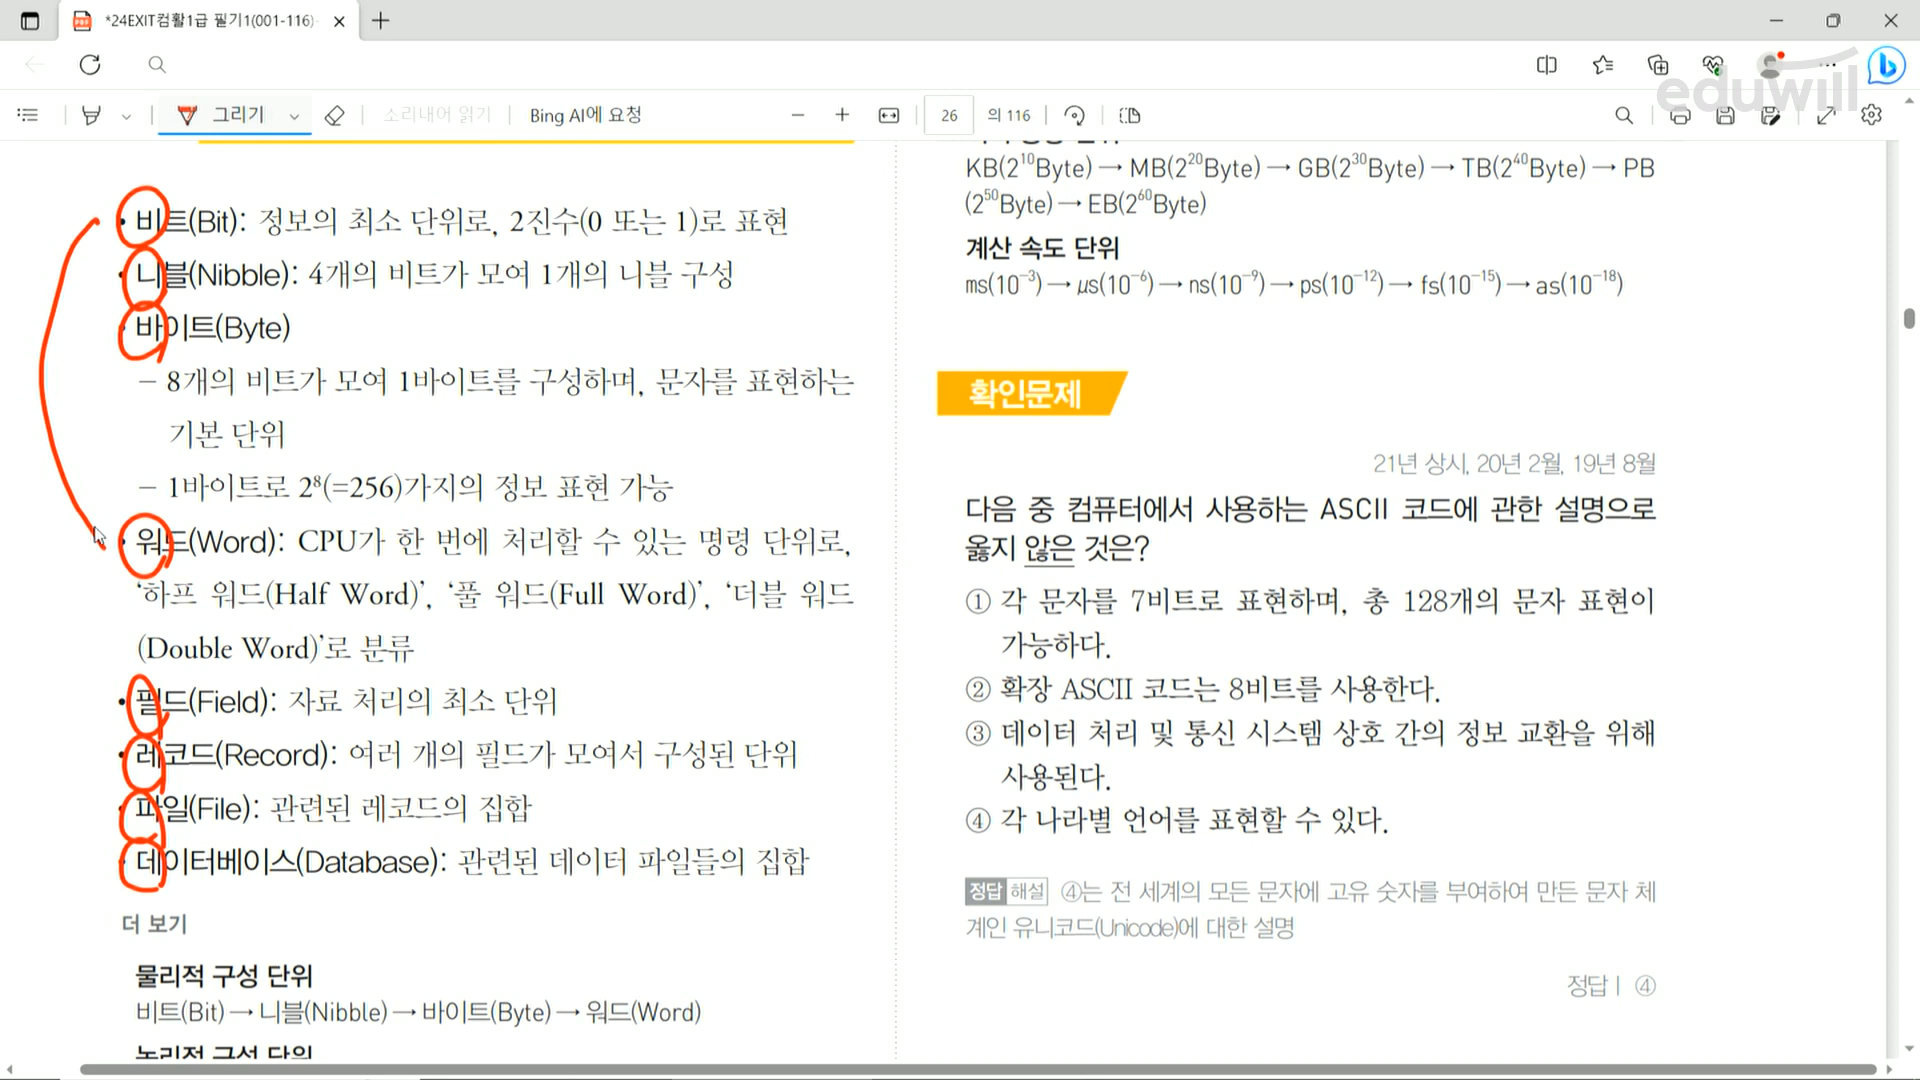 *24EXIT컴활1급 필기1(001-116)
eduwill
그리기
소리내어 읽기
Bing AI에 요청
26
의 116
• 비트(Bit): 정보의 최소 단위로, 2진수(0 또는 1)로 표현
• 니블(Nibble): 4개의 비트가 모여 1개의 니블 구성
• 바이트(Byte)
– 8개의 비트가 모여 1바이트를 구성하며, 문자를 표현하는
기본 단위
– 1바이트로 2⁸(=256)가지의 정보 표현 가능
• 워드(Word): CPU가 한 번에 처리할 수 있는 명령 단위로,
‘하프 워드(Half Word)’, ‘풀 워드(Full Word)’, ‘더블 워드
(Double Word)’로 분류
• 필드(Field): 자료 처리의 최소 단위
• 레코드(Record): 여러 개의 필드가 모여서 구성된 단위
• 파일(File): 관련된 레코드의 집합
• 데이터베이스(Database): 관련된 데이터 파일들의 집합
더 보기
물리적 구성 단위
비트(Bit) → 니블(Nibble) → 바이트(Byte) → 워드(Word)
논리적 구성 단위
KB(2¹⁰Byte) → MB(2²⁰Byte) → GB(2³⁰Byte) → TB(2⁴⁰Byte) → PB
(2⁵⁰Byte) → EB(2⁶⁰Byte)
계산 속도 단위
ms(10⁻³) → μs(10⁻⁶) → ns(10⁻⁹) → ps(10⁻¹²) → fs(10⁻¹⁵) → as(10⁻¹⁸)
확인문제
21년 상시, 20년 2월, 19년 8월
다음 중 컴퓨터에서 사용하는 ASCII 코드에 관한 설명으로
옳지 않은 것은?
① 각 문자를 7비트로 표현하며, 총 128개의 문자 표현이
가능하다.
② 확장 ASCII 코드는 8비트를 사용한다.
③ 데이터 처리 및 통신 시스템 상호 간의 정보 교환을 위해
사용된다.
④ 각 나라별 언어를 표현할 수 있다.
정답 해설 ④는 전 세계의 모든 문자에 고유 숫자를 부여하여 만든 문자 체
계인 유니코드(Unicode)에 대한 설명
정답 | ④